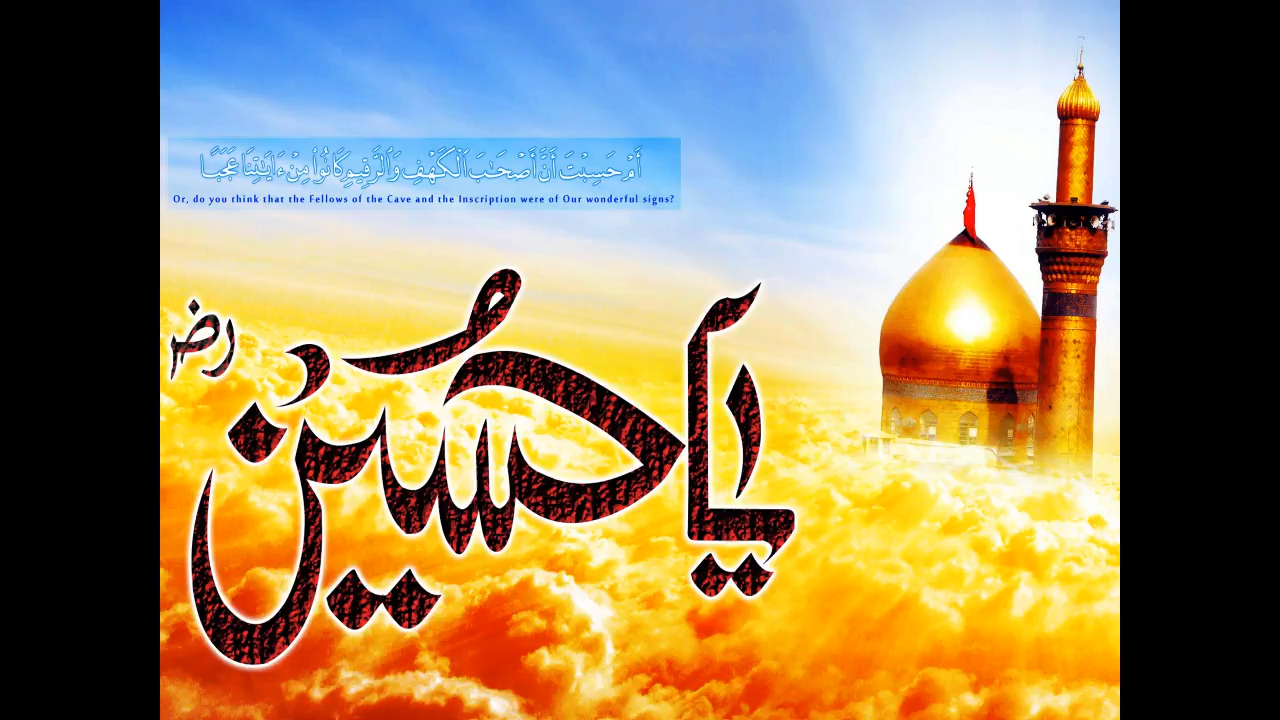 أَمْ حَسِبْتَ أَنَّ أَصْحَٰبَ ٱلْكَهْفِ وَٱلرَّقِيمِ كَانُوا۟ مِنْ ءَايَٰتِنَا عَجَبًا
Or, do you think that the Fellows of the Cave and the Inscription were of Our wonderful signs?
یا حسین رض